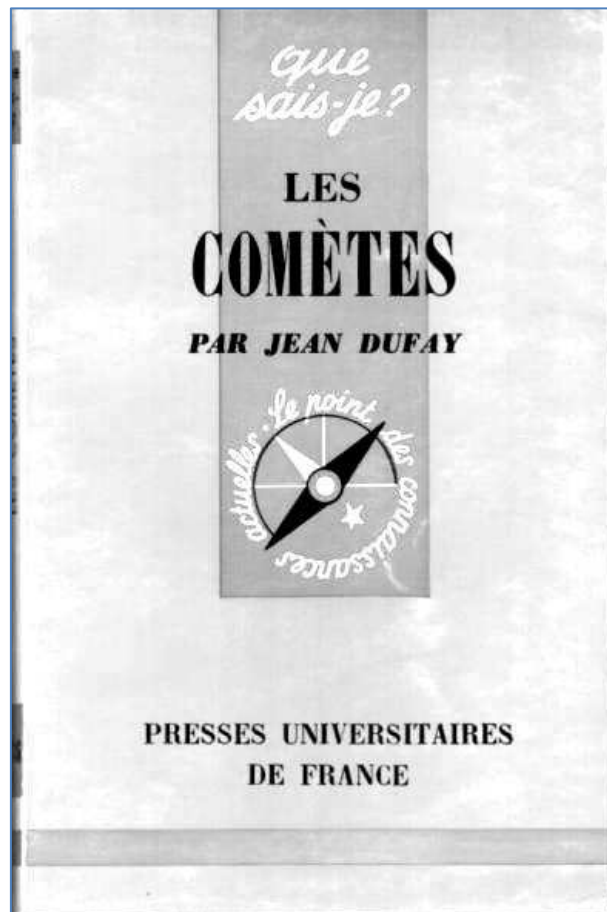 que
sais-je?
LES
COMÈTES
PAR JEAN DUFAY
Le point des connaissances actuelles
PRESSES UNIVERSITAIRES
DE FRANCE